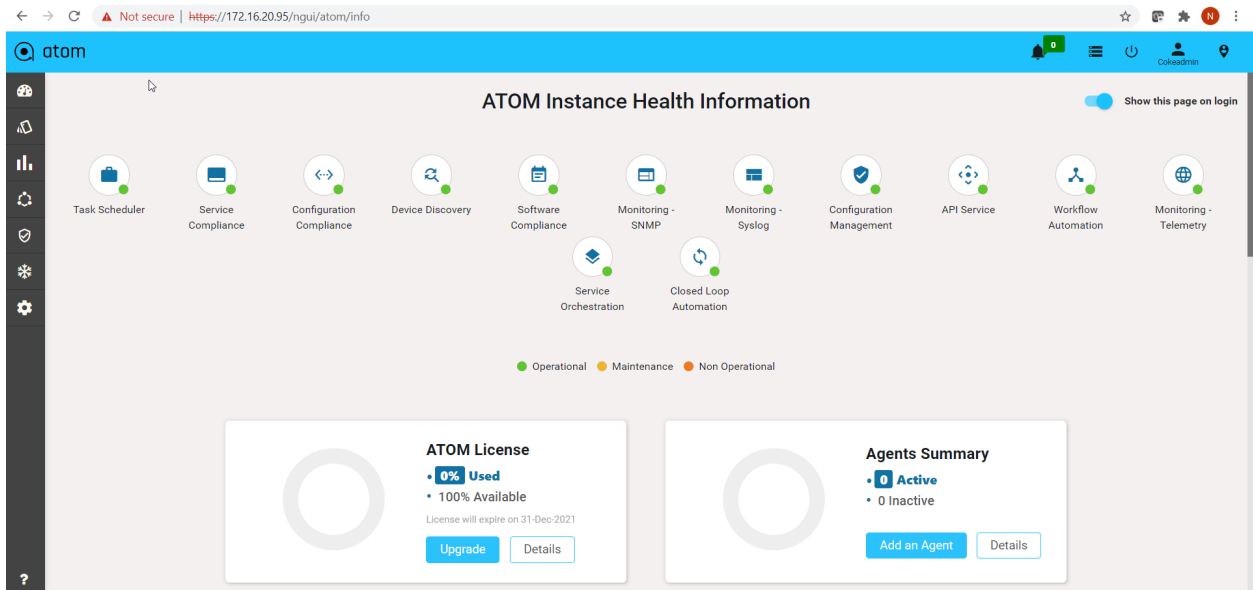 Not secure | https://172.16.20.95/ngui/atom/info
N
atom
0
Cokeadmin
ATOM Instance Health Information
Show this page on login
Task Scheduler
Service
Compliance
Configuration
Compliance
Device Discovery
Software
Compliance
Monitoring -
SNMP
Monitoring -
Syslog
Configuration
Management
API Service
Workflow
Automation
Monitoring -
Telemetry
Service
Orchestration
Closed Loop
Automation
Operational
Maintenance
Non Operational
ATOM License
• 0% Used
• 100% Available
License will expire on 31-Dec-2021
Upgrade
Details
Agents Summary
• 0 Active
• 0 Inactive
Add an Agent
Details
?